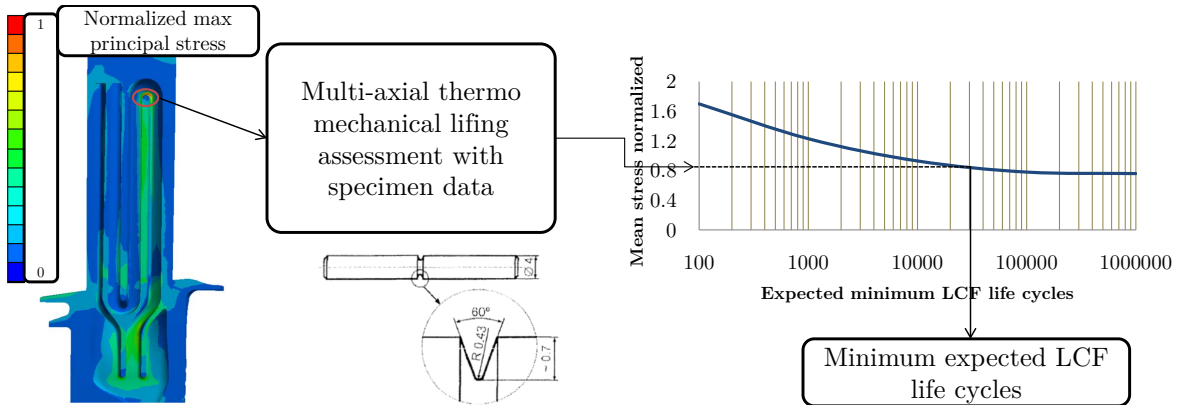 1
0
Normalized max
principal stress
Multi-axial thermo
mechanical lifing
assessment with
specimen data
Ø 4
60°
R 0.43
~0.7
Mean stress normalized
2
1.6
1.2
0.8
0.4
0
100 1000 10000 100000 1000000
Expected minimum LCF life cycles
Minimum expected LCF
life cycles